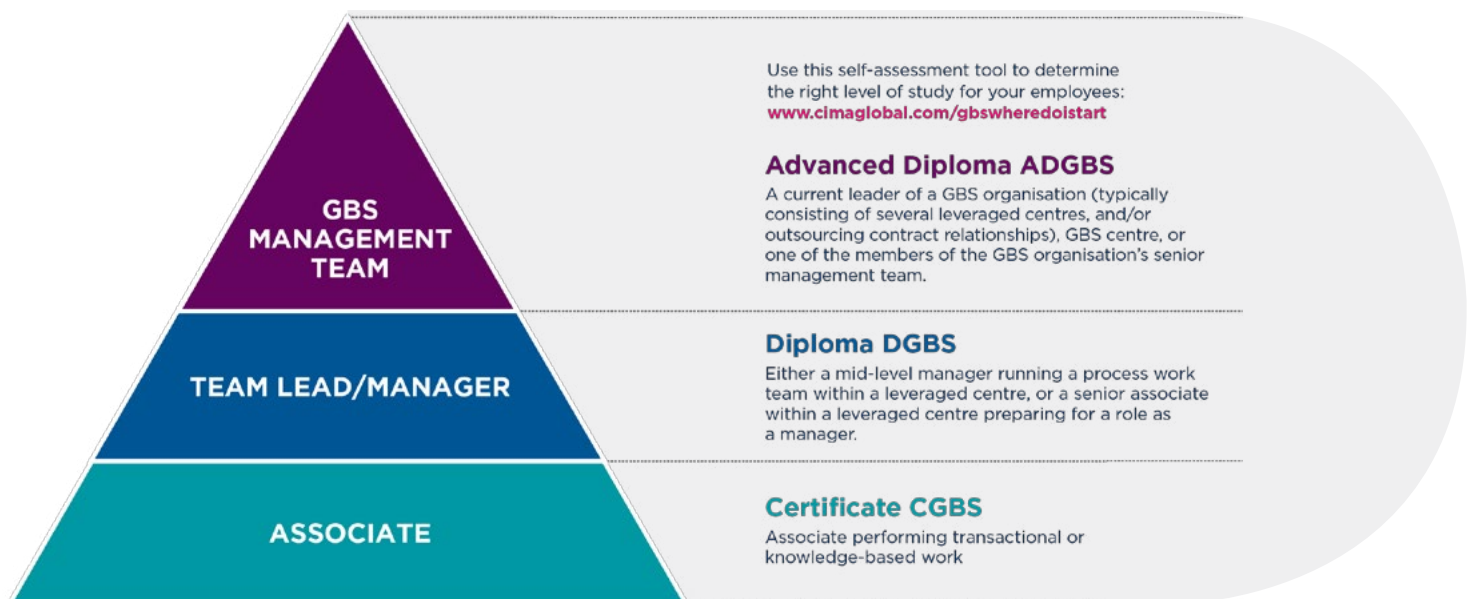 Use this self-assessment tool to determine
the right level of study for your employees:
www.cimaglobal.com/gbswheredoistart
GBS
MANAGEMENT
TEAM
Advanced Diploma ADGBS
A current leader of a GBS organisation (typically
consisting of several leveraged centres, and/or
outsourcing contract relationships), GBS centre, or
one of the members of the GBS organisation's senior
management team.
TEAM LEAD/MANAGER
Diploma DGBS
Either a mid-level manager running a process work
team within a leveraged centre, or a senior associate
within a leveraged centre preparing for a role as
a manager.
ASSOCIATE
Certificate CGBS
Associate performing transactional or
knowledge-based work